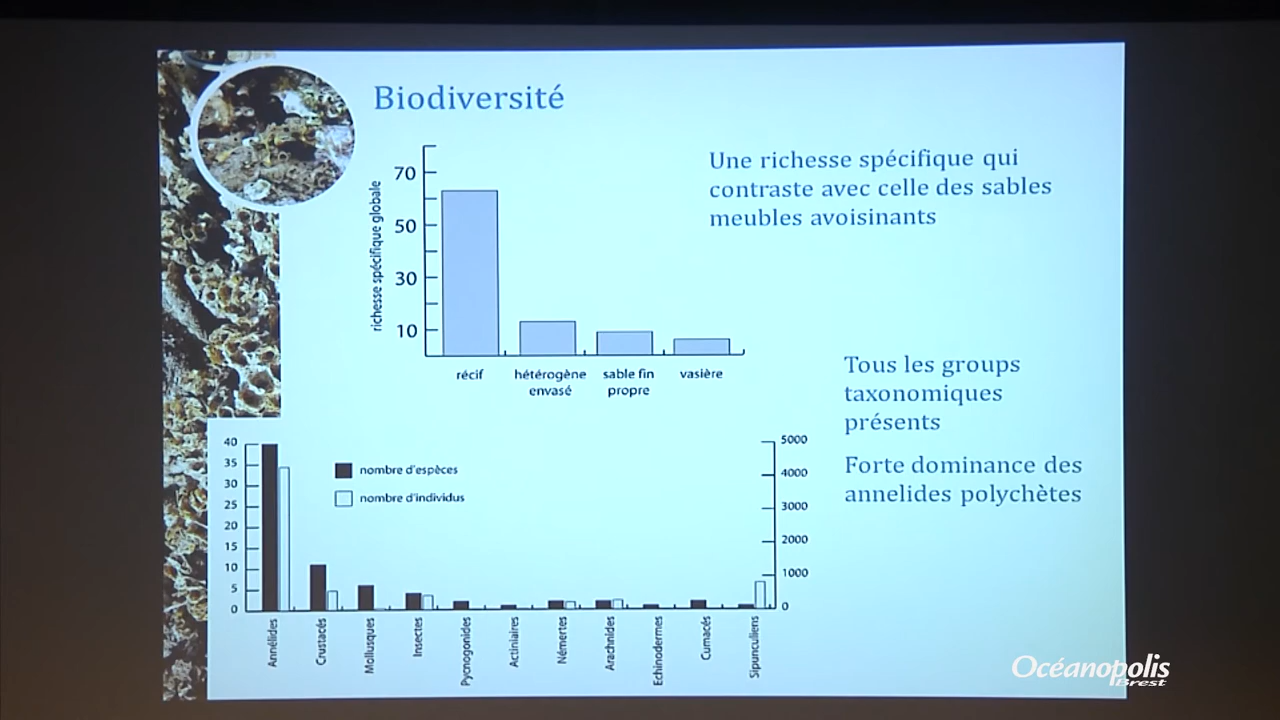 Biodiversité
richesse spécifique globale
70
50
30
10
récif
hétérogène
envasé
sable fin
propre
vasière
Une richesse spécifique qui
contraste avec celle des sables
meubles avoisinants
Tous les groups
taxonomiques
présents
Forte dominance des
annelides polychètes
40
35
30
25
20
15
10
5
0
nombre d'espèces
nombre d'individus
5000
4000
3000
2000
1000
0
Annélides
Crustacés
Mollusques
Insectes
Pycnogonides
Actiniaires
Némertes
Arachnides
Echinodermes
Cumacés
Sipunculiens
Océanopolis
Brest